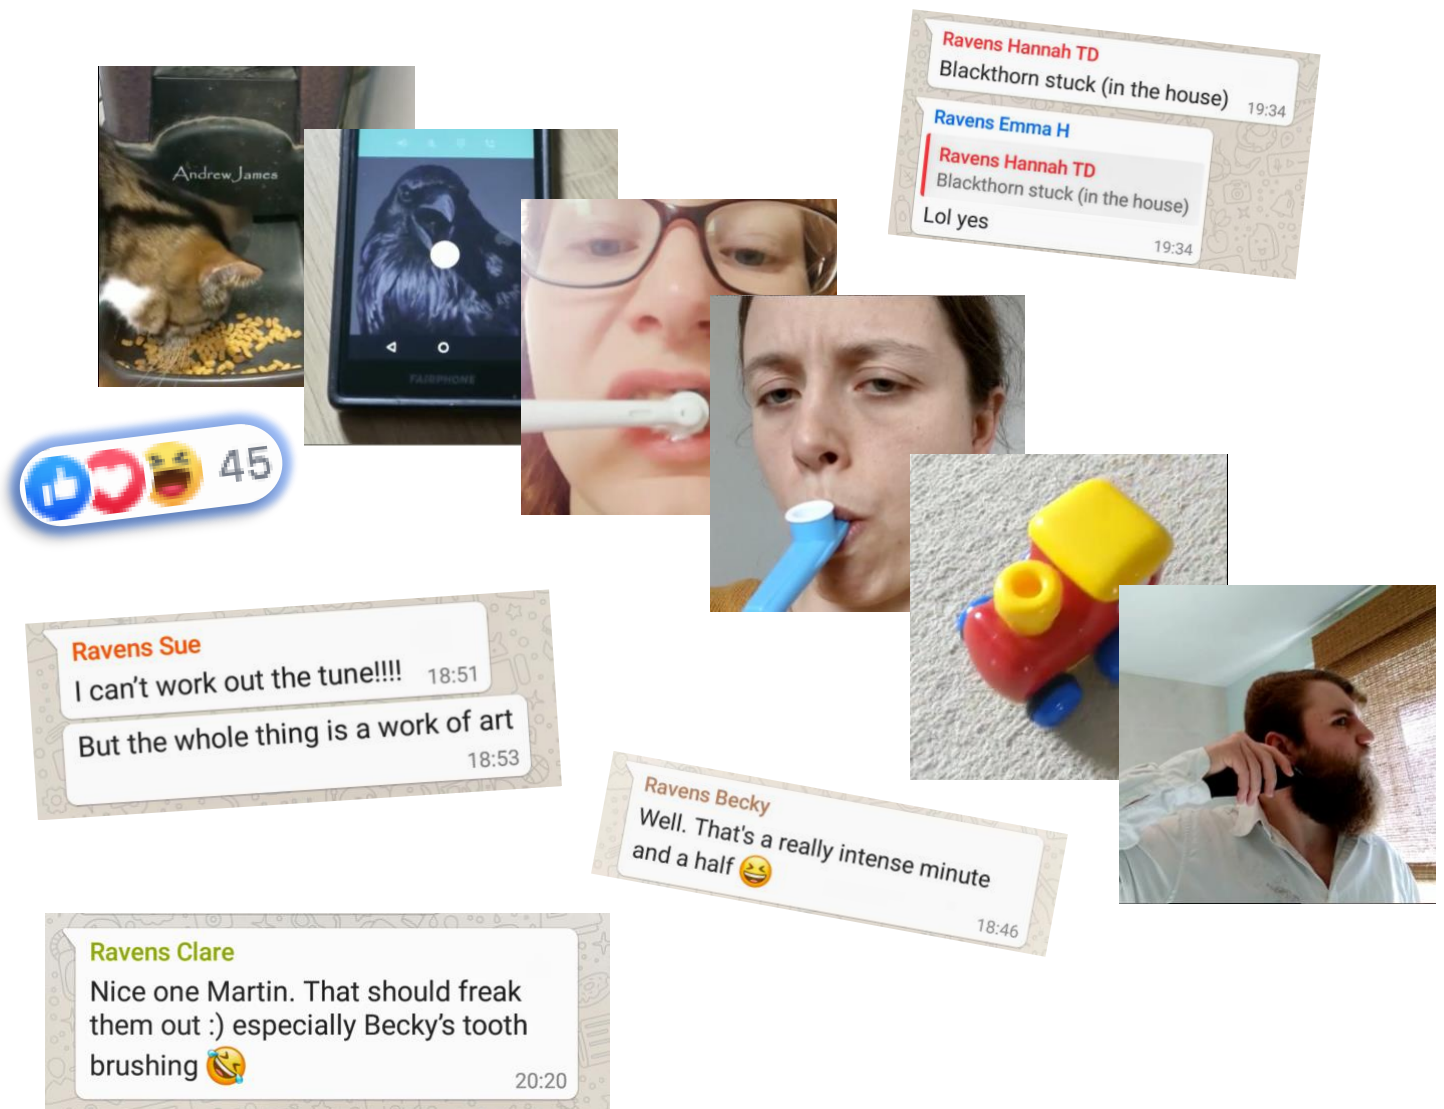 Ravens Hannah TD
Blackthorn stuck (in the house)
19:34
Ravens Emma H
Ravens Hannah TD
Blackthorn stuck (in the house)
Lol yes
19:34
Andrew James
FAIRPHONE
45
Ravens Sue
I can't work out the tune!!!! 18:51
But the whole thing is a work of art
18:53
Ravens Becky
Well. That's a really intense minute
and a half 😆
18:46
Ravens Clare
Nice one Martin. That should freak
them out :) especially Becky's tooth
brushing 🤣
20:20